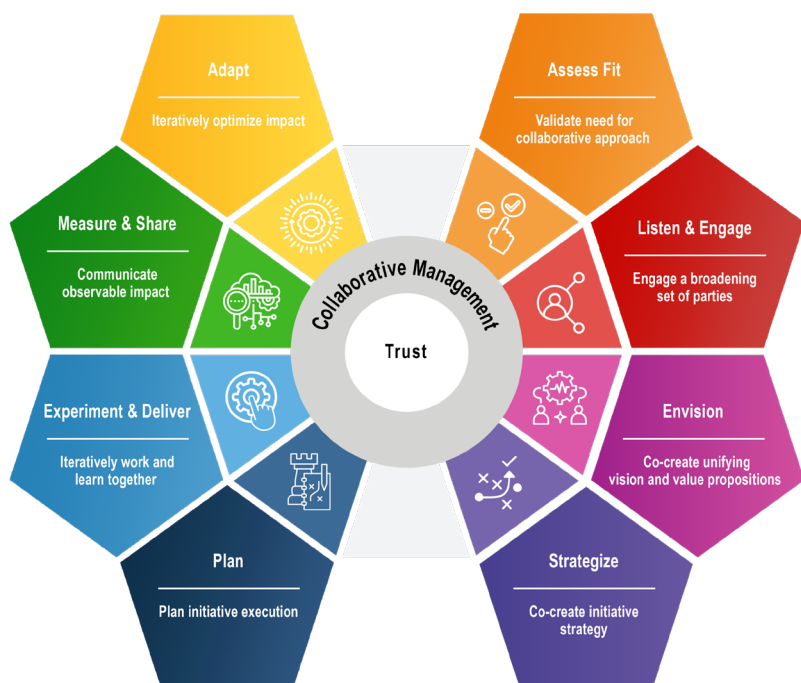 Adapt
Iteratively optimize impact
Assess Fit
Validate need for
collaborative approach
Measure & Share
Communicate
observable impact
Listen & Engage
Engage a broadening
set of parties
Collaborative Management
Trust
Experiment & Deliver
Iteratively work and
learn together
Envision
Co-create unifying
vision and value propositions
Plan
Plan initiative execution
Strategize
Co-create initiative
strategy